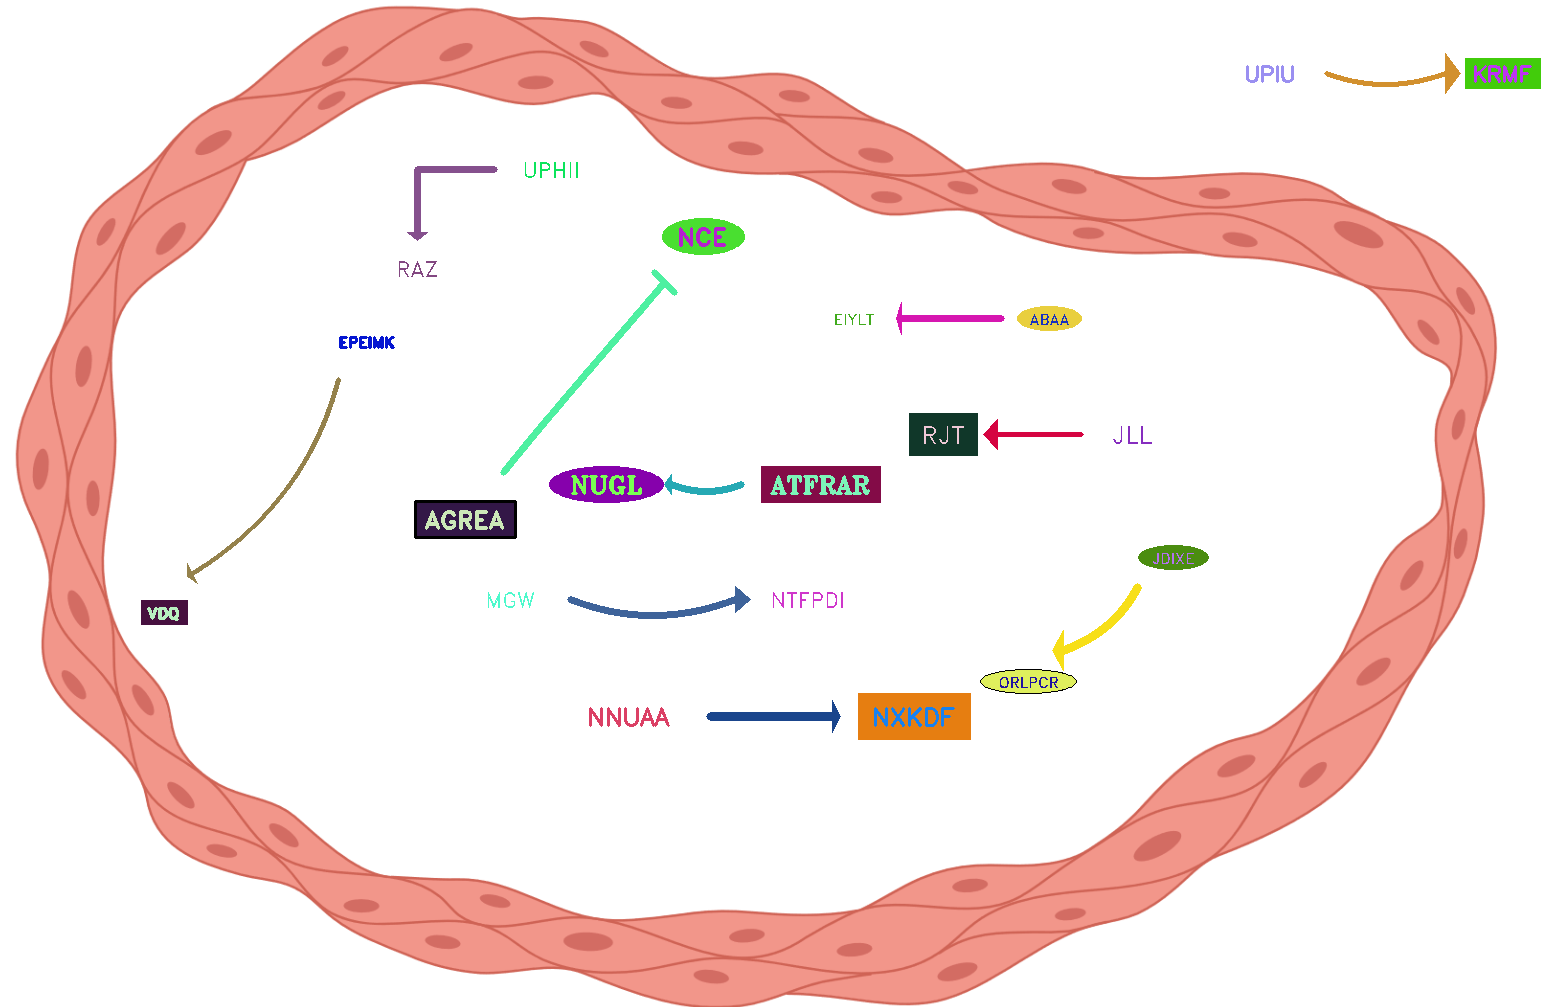 UPIU
KRMF
UPHII
NCE
RAZ
EIYLT
ABAA
EPEIMK
RJT
JLL
NUGL
ATFRAR
AGREA
JDIXE
MGW
NTFPDI
VDQ
ORLPCR
NNUAA
NXKDF